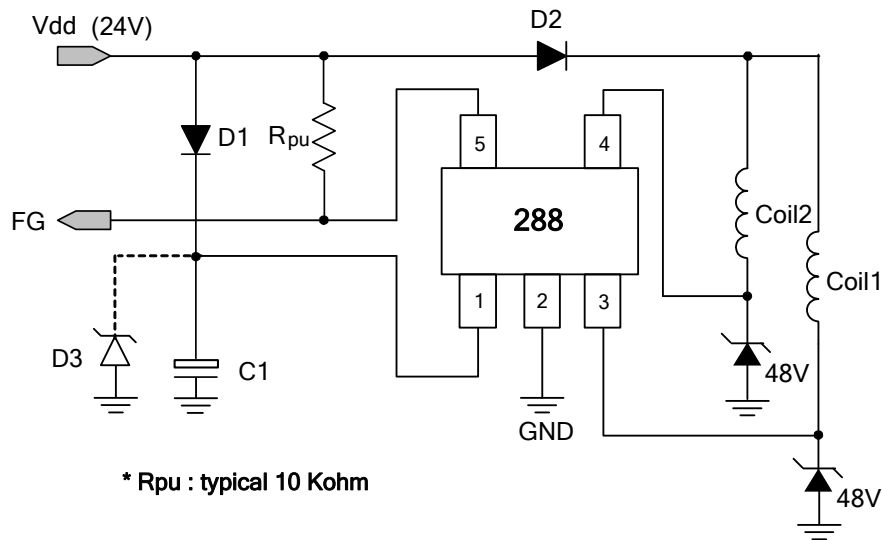 Vdd (24V)
D2
D1
Rpu
5
4
FG
288
Coil2
Coil1
1
2
3
D3
C1
48V
GND
* Rpu : typical 10 Kohm
48V